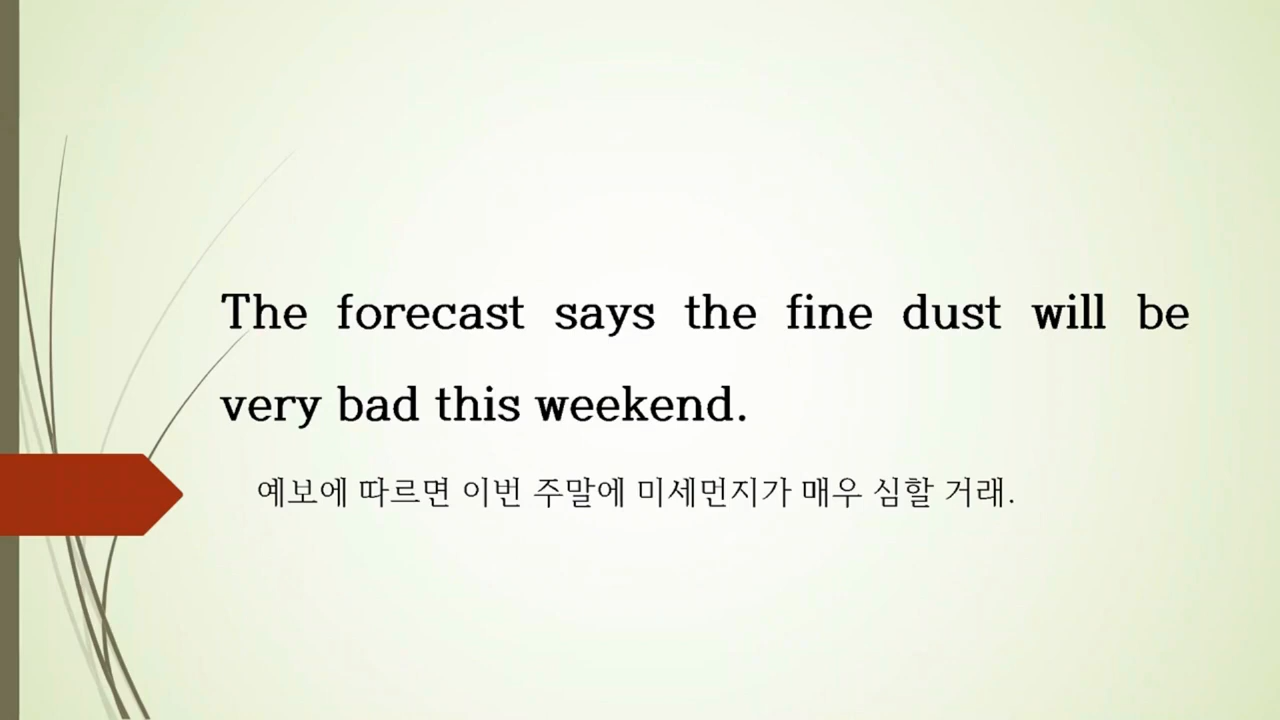 The forecast says the fine dust will be
very bad this weekend.
예보에 따르면 이번 주말에 미세먼지가 매우 심할 거래.